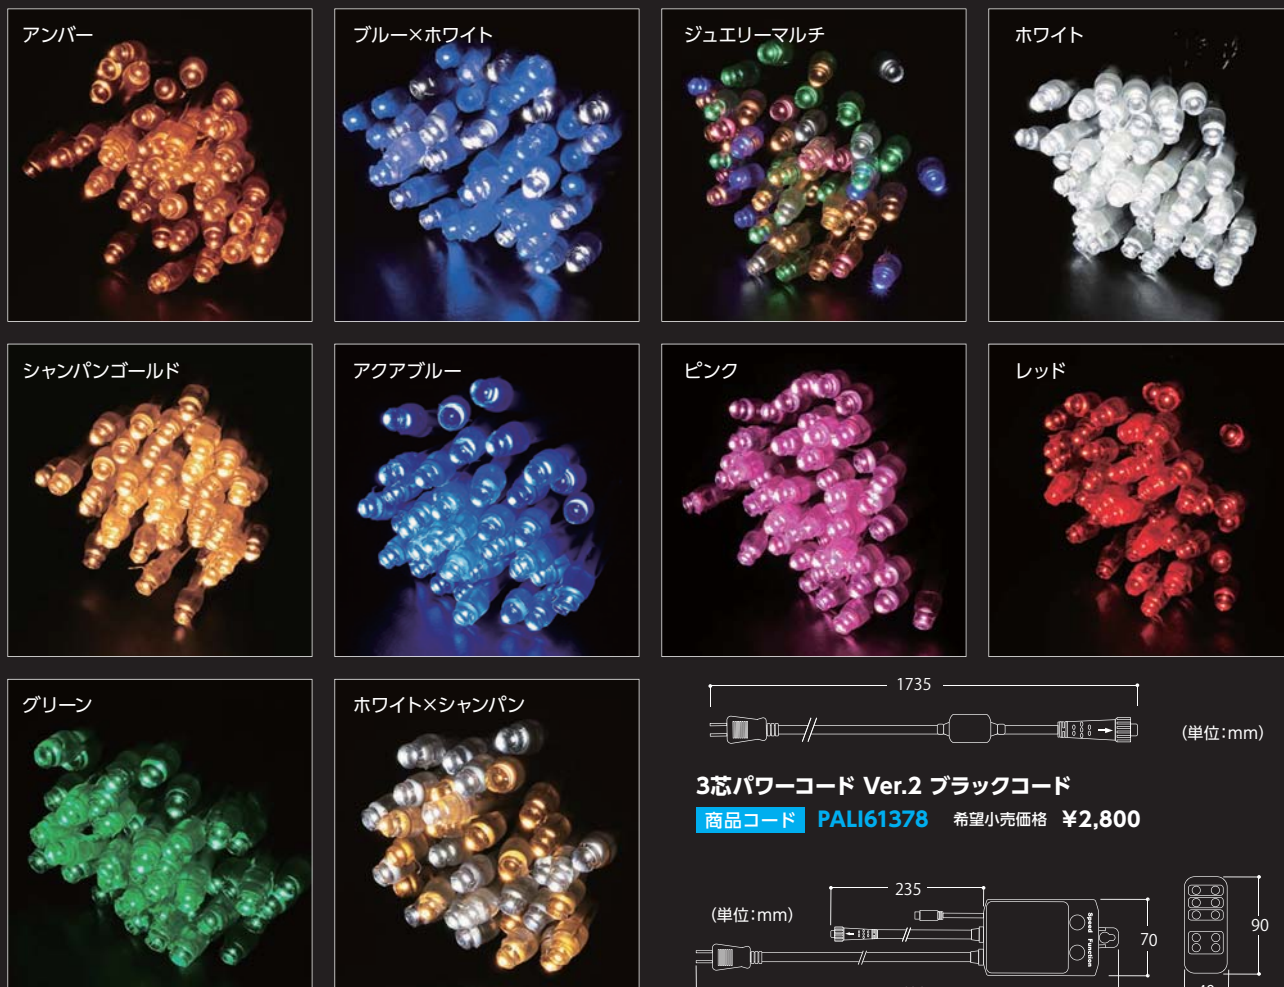 アンバー
ブルー×ホワイト
ジュエリーマルチ
ホワイト
シャンパンゴールド
アクアブルー
ピンク
レッド
グリーン
ホワイト×シャンパン
1735
(単位：mm)
3芯パワーコード Ver.2 ブラックコード
商品コード PALI61378 希望小売価格 ¥2,800
235
(単位：mm)
Speed Function
70
90